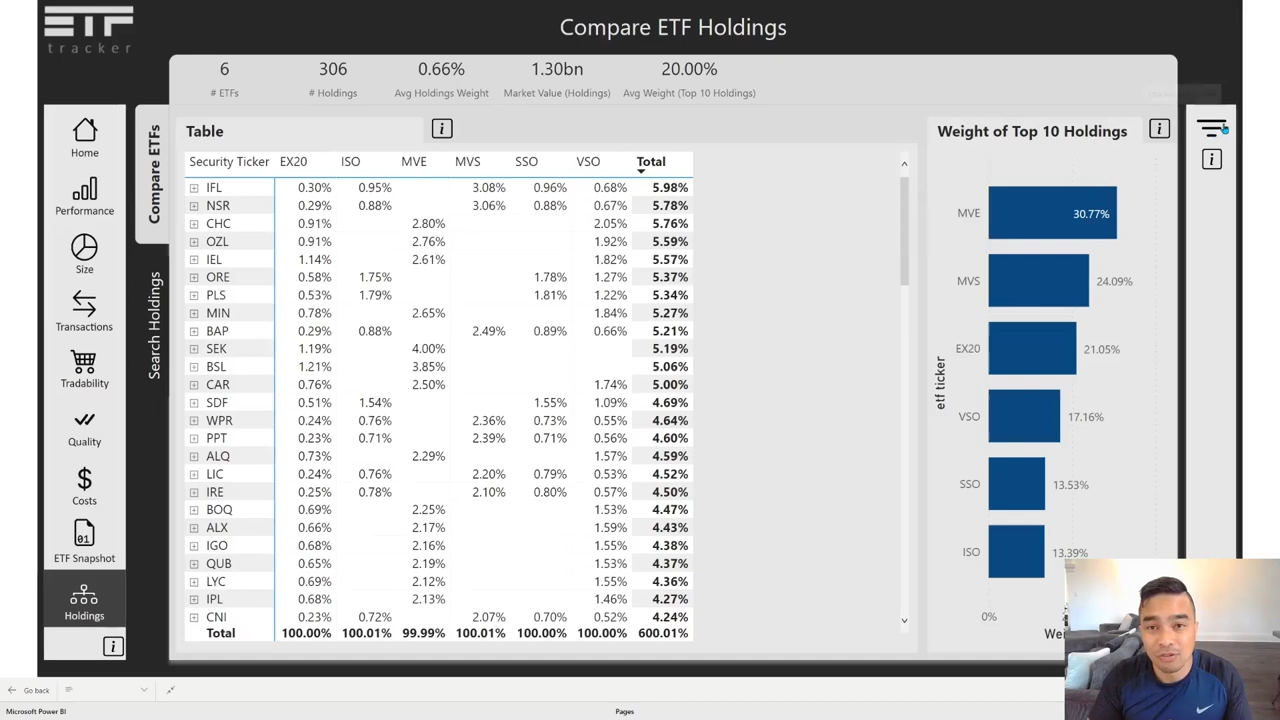 ETF
tracker
Compare ETF Holdings
6
# ETFs
306
# Holdings
0.66%
Avg Holdings Weight
1.30bn
Market Value (Holdings)
20.00%
Avg Weight (Top 10 Holdings)
Home
Performance
Size
Transactions
Tradability
Quality
Costs
01
ETF Snapshot
Holdings
i
Compare ETFs
Search Holdings
Table
i
Security Ticker EX20 ISO MVE MVS SSO VSO Total
IFL 0.30% 0.95% 3.08% 0.96% 0.68% 5.98%
NSR 0.29% 0.88% 3.06% 0.88% 0.67% 5.78%
CHC 0.91% 2.80% 2.05% 5.76%
OZL 0.91% 2.76% 1.92% 5.59%
IEL 1.14% 2.61% 1.82% 5.57%
ORE 0.58% 1.75% 1.78% 1.27% 5.37%
PLS 0.53% 1.79% 1.81% 1.22% 5.34%
MIN 0.78% 2.65% 1.84% 5.27%
BAP 0.29% 0.88% 2.49% 0.89% 0.66% 5.21%
SEK 1.19% 4.00% 5.19%
BSL 1.21% 3.85% 5.06%
CAR 0.76% 2.50% 1.74% 5.00%
SDF 0.51% 1.54% 1.55% 1.09% 4.69%
WPR 0.24% 0.76% 2.36% 0.73% 0.56% 4.64%
PPT 0.23% 0.71% 2.39% 0.71% 0.56% 4.60%
ALQ 0.73% 2.29% 1.57% 4.59%
LIC 0.24% 0.76% 2.20% 0.79% 0.53% 4.52%
IRE 0.25% 0.78% 2.10% 0.80% 0.57% 4.50%
BOQ 0.69% 2.25% 1.53% 4.47%
ALX 0.66% 2.17% 1.59% 4.43%
IGO 0.68% 2.16% 1.55% 4.38%
QUB 0.65% 2.19% 1.53% 4.37%
LYC 0.69% 2.12% 1.55% 4.36%
IPL 0.68% 2.13% 1.46% 4.27%
CNI 0.23% 0.72% 2.07% 0.70% 0.52% 4.24%
Total 100.00% 100.01% 99.99% 100.01% 100.00% 100.00% 600.01%
Weight of Top 10 Holdings
i
i
etf ticker
MVE 30.77%
MVS 24.09%
EX20 21.05%
VSO 17.16%
SSO 13.53%
ISO 13.39%
0%
Go back
Microsoft Power BI
Pages